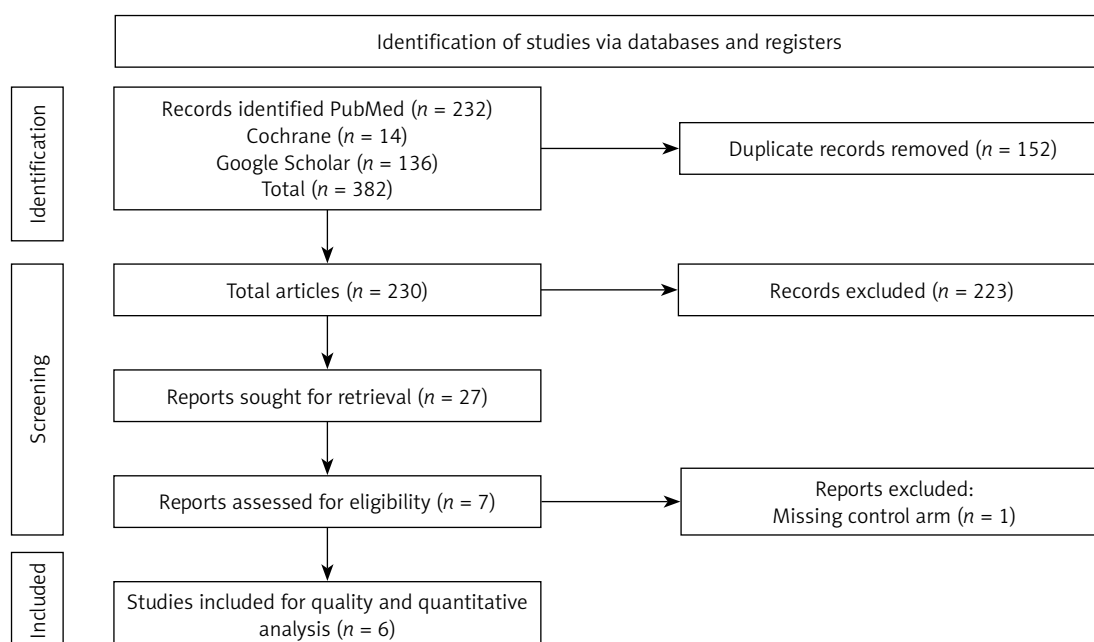 Identification of studies via databases and registers
Identification
Records identified PubMed (n = 232)
Cochrane (n = 14)
Google Scholar (n = 136)
Total (n = 382)
Duplicate records removed (n = 152)
Screening
Total articles (n = 230)
Records excluded (n = 223)
Reports sought for retrieval (n = 27)
Reports assessed for eligibility (n = 7)
Reports excluded:
Missing control arm (n = 1)
Included
Studies included for quality and quantitative
analysis (n = 6)